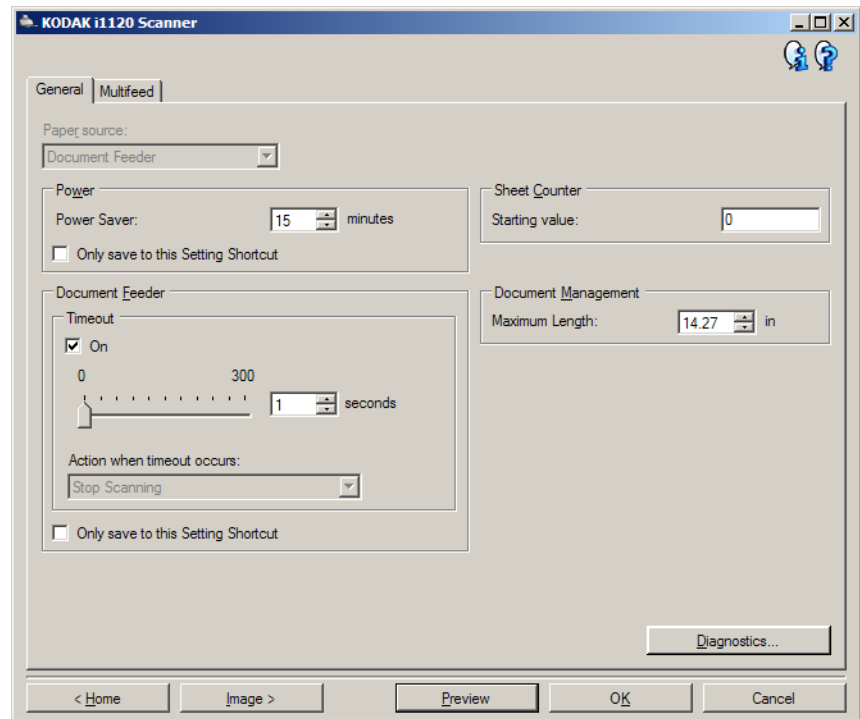 KODAK i1120 Scanner
General Multifeed
Paper source:
Document Feeder
Power
Power Saver: 15 minutes
Only save to this Setting Shortcut
Sheet Counter
Starting value: 0
Document Feeder
Timeout
On
0 300
1 seconds
Action when timeout occurs:
Stop Scanning
Only save to this Setting Shortcut
Document Management
Maximum Length: 14.27 in
Diagnostics...
< Home Image > Preview OK Cancel